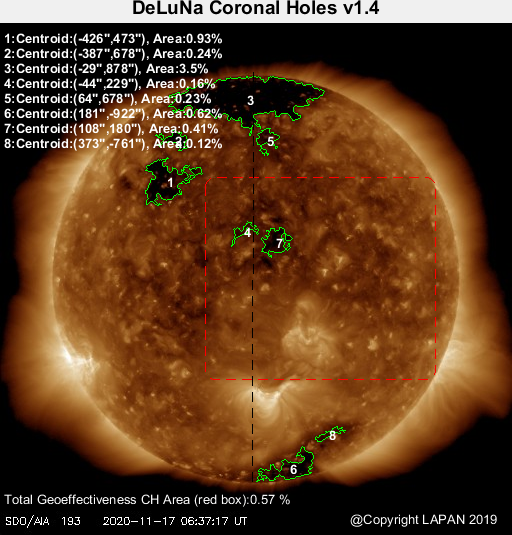 DeLuNa Coronal Holes v1.4
1:Centroid:(-426",473"), Area:0.93%
2:Centroid:(-387",678"), Area:0.24%
3:Centroid:(-29",878"), Area:3.5%
4:Centroid:(-44",229"), Area:0.16%
5:Centroid:(64",678"), Area:0.23%
6:Centroid:(181",-922"), Area:0.62%
7:Centroid:(108",180"), Area:0.41%
8:Centroid:(373",-761"), Area:0.12%
3
2
5
1
4
7
8
6
Total Geoeffectiveness CH Area (red box):0.57 %
SDO/AIA 193 2020-11-17 06:37:17 UT
@Copyright LAPAN 2019